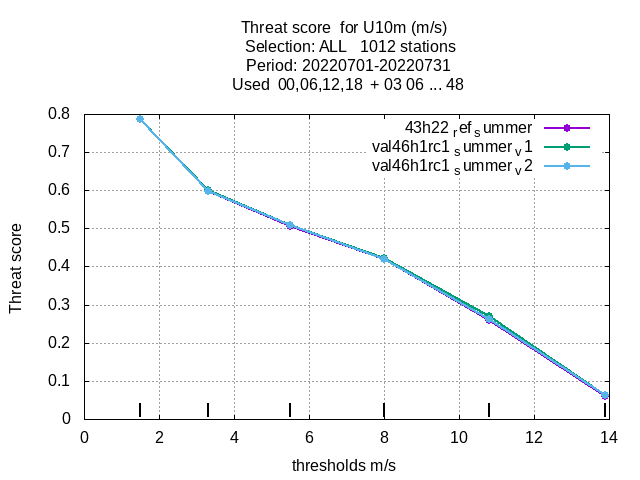 Threat score for U10m (m/s)
Selection: ALL 1012 stations
Period: 20220701-20220731
Used 00,06,12,18 + 03 06 ... 48
43h22 ref summer
val46h1rc1 summer v1
val46h1rc1 summer v2
Threat score
0.8
0.7
0.6
0.5
0.4
0.3
0.2
0.1
0
0 2 4 6 8 10 12 14
thresholds m/s